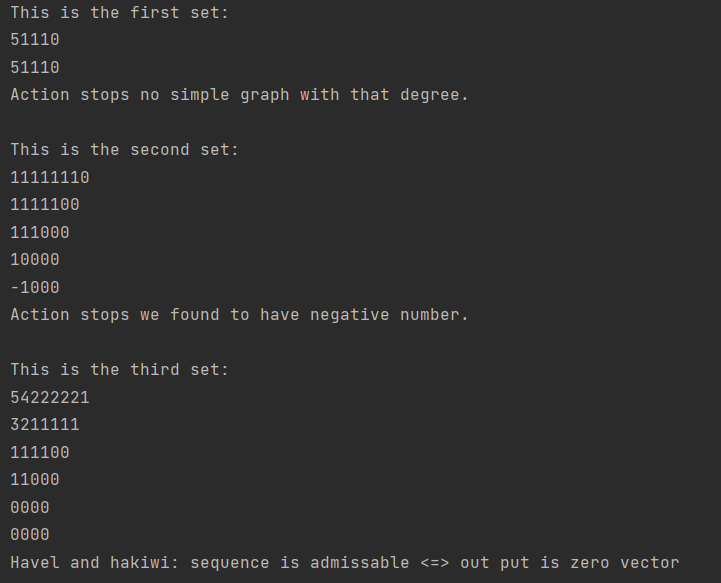 This is the first set:
51110
51110
Action stops no simple graph with that degree.
This is the second set:
11111110
1111100
111000
10000
-1000
Action stops we found to have negative number.
This is the third set:
54222221
3211111
111100
11000
0000
0000
Havel and hakiwi: sequence is admissable <=> out put is zero vector